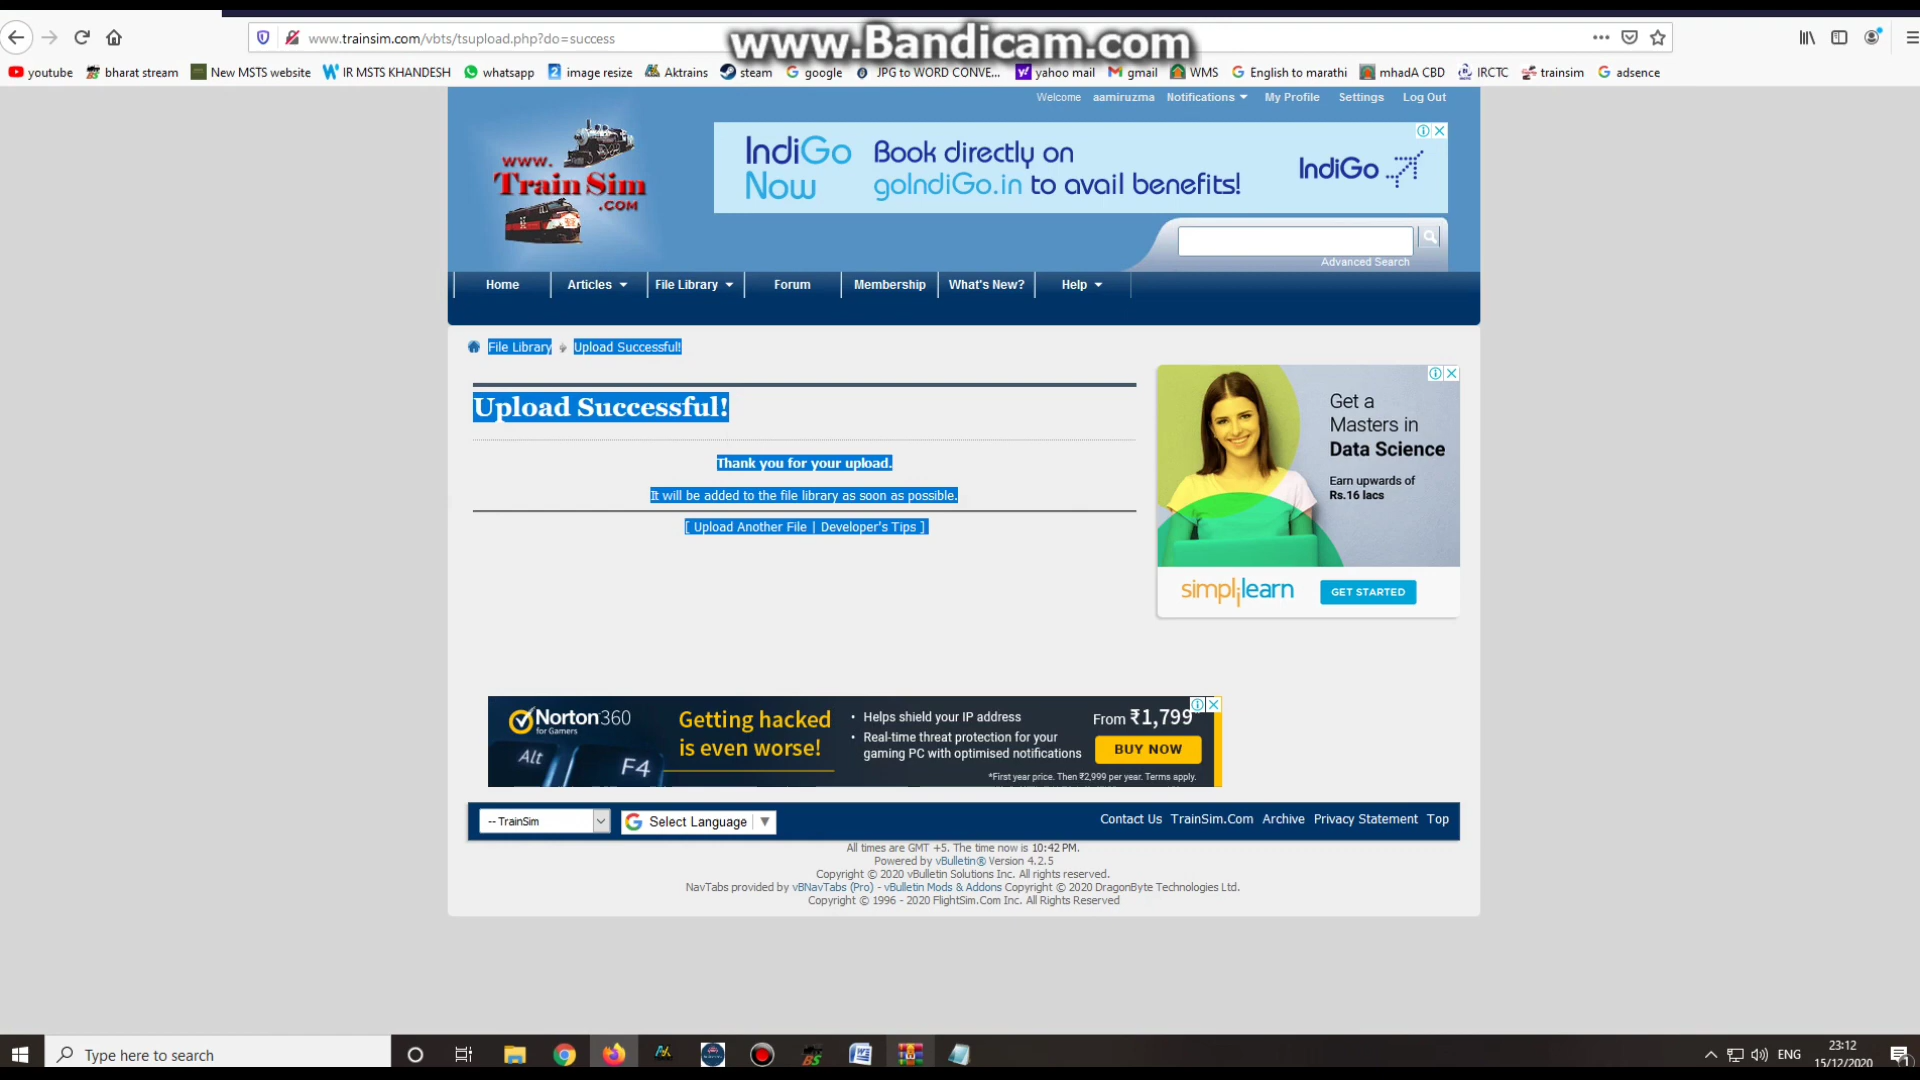 www.Bandicam.com
www.trainsim.com/vbts/tsupload.php?do=success
youtube bharat stream New MSTS website IR MSTS KHANDESH whatsapp image resize Aktrains steam google JPG to WORD CONVE... yahoo mail gmail WMS English to marathi mhadA CBD IRCTC trainsim adsence
Welcome aamiruzma Notifications My Profile Settings Log Out
www.
Train Sim
.COM
IndiGo Now
Book directly on
goIndiGo.in to avail benefits!
IndiGo
Advanced Search
Home Articles File Library Forum Membership What's New? Help
File Library Upload Successful!
Upload Successful!
Thank you for your upload.
It will be added to the file library as soon as possible.
[ Upload Another File | Developer's Tips ]
Get a
Masters in
Data Science
Earn upwards of
Rs.16 lacs
simplilearn GET STARTED
Norton360
for Gamers
Alt F4
Getting hacked
is even worse!
• Helps shield your IP address
• Real-time threat protection for your
gaming PC with optimised notifications
From ₹1,799
BUY NOW
*First year price. Then ₹2,999 per year. Terms apply.
-- TrainSim Select Language Contact Us TrainSim.Com Archive Privacy Statement Top
All times are GMT +5. The time now is 10:42 PM.
Powered by vBulletin® Version 4.2.5
Copyright © 2020 vBulletin Solutions Inc. All rights reserved.
NavTabs provided by vBNavTabs (Pro) - vBulletin Mods & Addons Copyright © 2020 DragonByte Technologies Ltd.
Copyright © 1996 - 2020 FlightSim.Com Inc. All Rights Reserved
Type here to search
ENG
23:12
15/12/2020